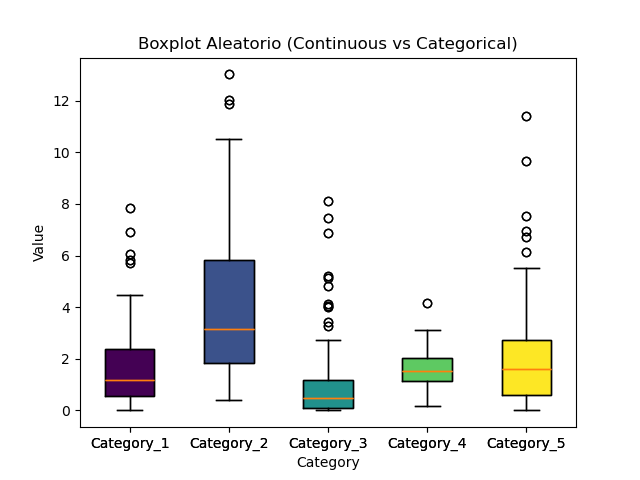 Boxplot Aleatorio (Continuous vs Categorical)
12
10
8
6
4
2
0
Value
Category_1 Category_2 Category_3 Category_4 Category_5
Category